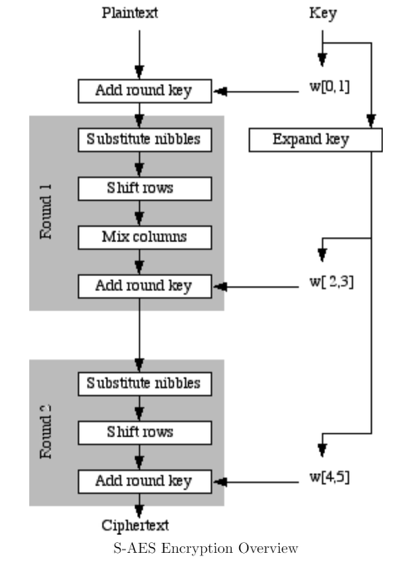 Plaintext
Key
Add round key
w[0,1]
Substitute nibbles
Expand key
Shift rows
Round 1
Mix columns
Add round key
w[ 2,3]
Substitute nibbles
Round 2
Shift rows
Add round key
w[4,5]
Ciphertext
S-AES Encryption Overview